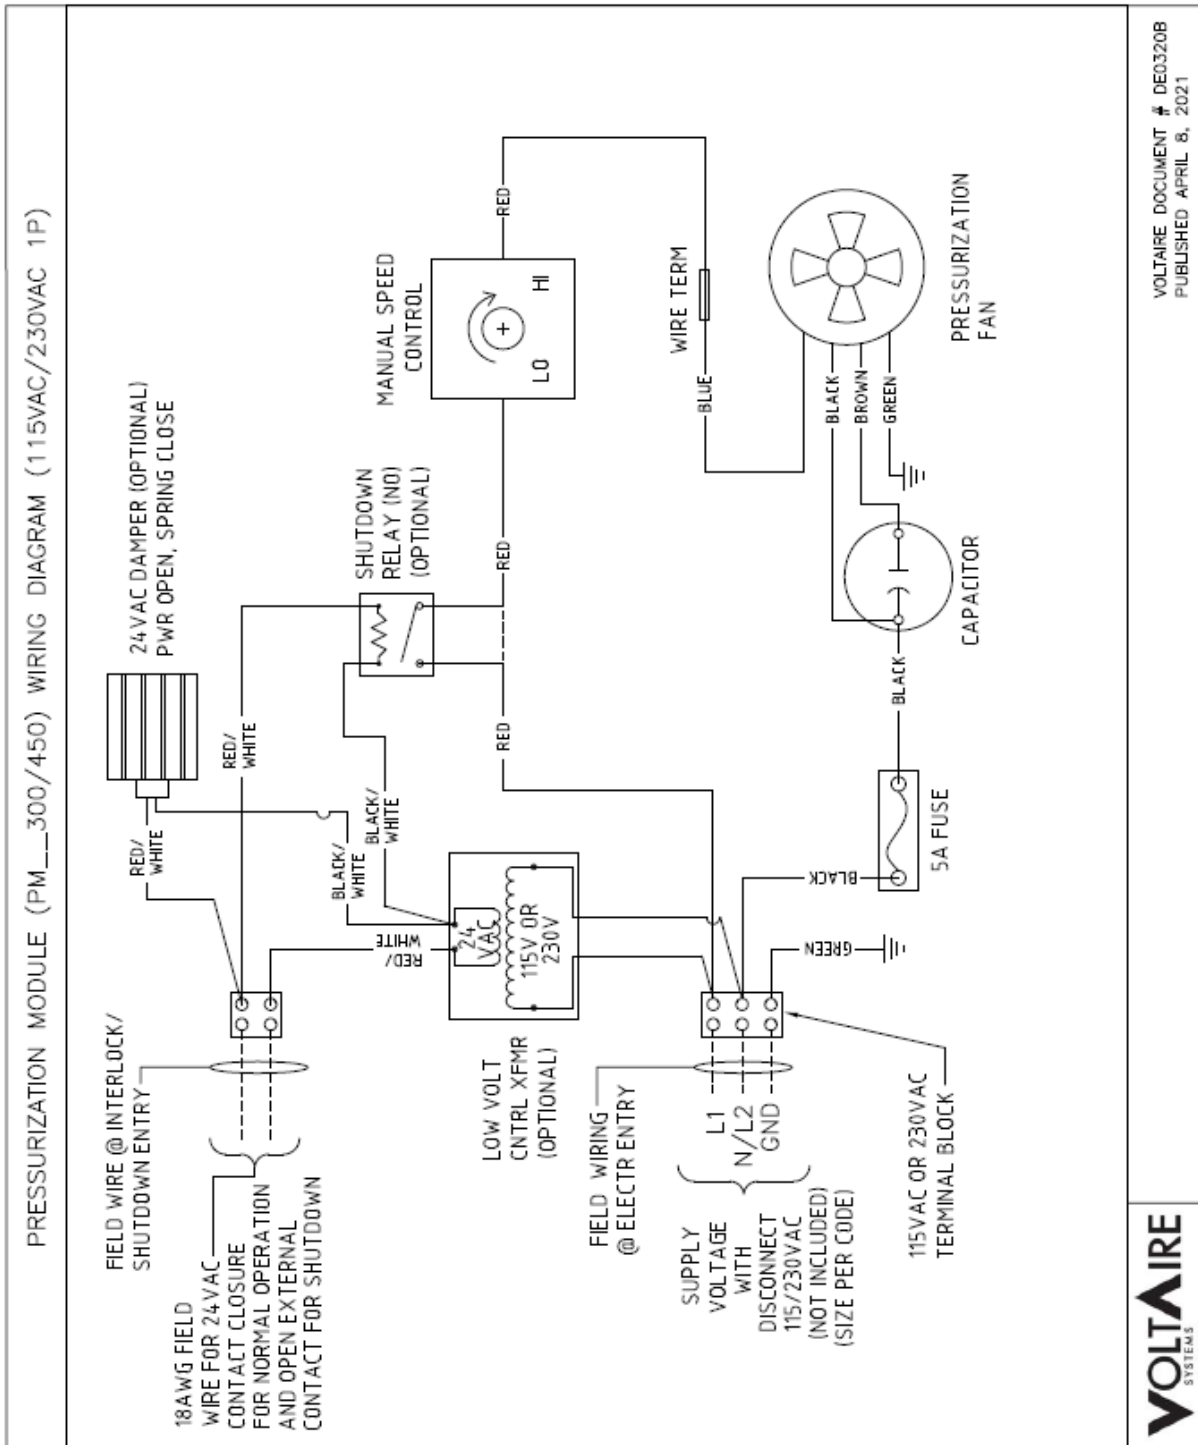 PRESSURIZATION MODULE (PM__300/450) WIRING DIAGRAM (115VAC/230VAC 1P)
FIELD WIRE @ INTERLOCK/
SHUTDOWN ENTRY
18AWG FIELD
WIRE FOR 24VAC
CONTACT CLOSURE
FOR NORMAL OPERATION
AND OPEN EXTERNAL
CONTACT FOR SHUTDOWN
RED/
WHITE
24VAC DAMPER (OPTIONAL)
PWR OPEN, SPRING CLOSE
RED/
WHITE
BLACK/
WHITE
BLACK/
WHITE
RED/
WHITE
SHUTDOWN
RELAY (NO)
(OPTIONAL)
MANUAL SPEED
CONTROL
LO
HI
RED
RED
RED
LOW VOLT
CNTRL XFMR
(OPTIONAL)
24
VAC
115V OR
230V
WIRE TERM
BLUE
BLACK
BROWN
GREEN
PRESSURIZATION
FAN
CAPACITOR
BLACK
5A FUSE
BLACK
GREEN
FIELD WIRING
@ ELECTR ENTRY
L1
N/L2
GND
SUPPLY
VOLTAGE
WITH
DISCONNECT
115/230VAC
(NOT INCLUDED)
(SIZE PER CODE)
115VAC OR 230VAC
TERMINAL BLOCK
VOLTAIRE
SYSTEMS
VOLTAIRE DOCUMENT # DE0320B
PUBLISHED APRIL 8, 2021